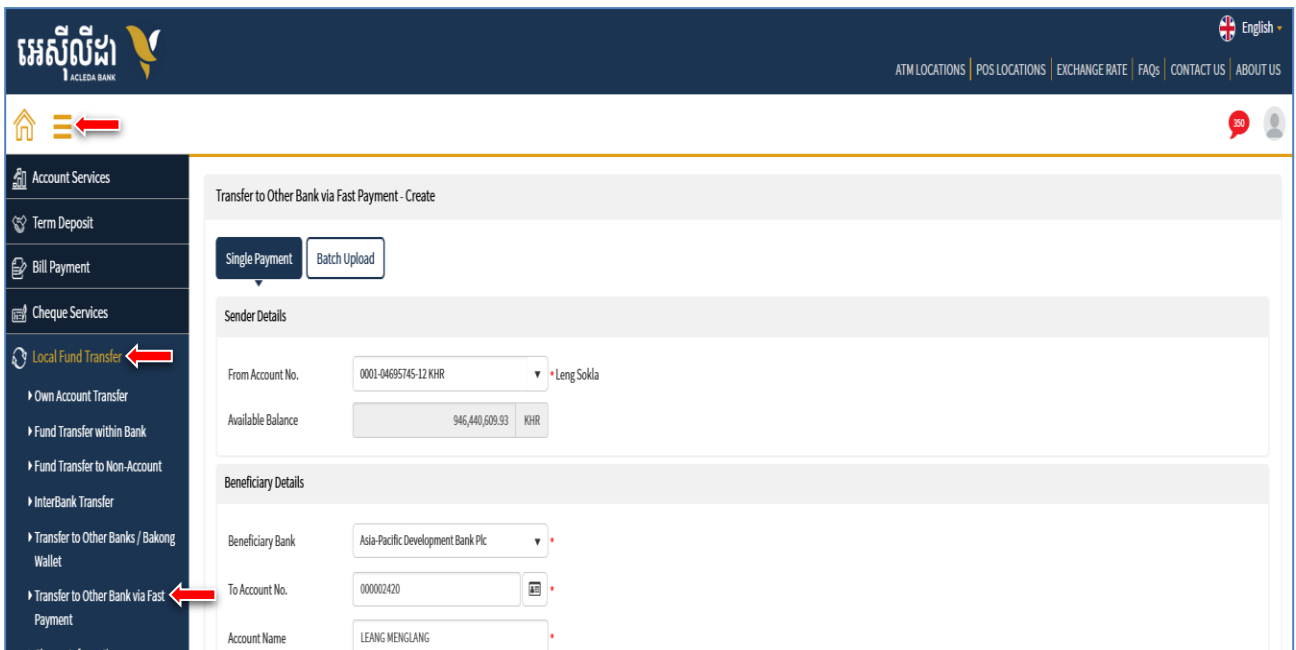 English
អេស៊ីលីដា
ACLEDA BANK
ATM LOCATIONS | POS LOCATIONS | EXCHANGE RATE | FAQs | CONTACT US | ABOUT US
350
Account Services
Term Deposit
Bill Payment
Cheque Services
Local Fund Transfer
Own Account Transfer
Fund Transfer within Bank
Fund Transfer to Non-Account
InterBank Transfer
Transfer to Other Banks / Bakong
Wallet
Transfer to Other Bank via Fast
Payment
Transfer to Other Bank via Fast Payment - Create
Single Payment
Batch Upload
Sender Details
From Account No. 0001-04695745-12 KHR * Leng Sokla
Available Balance 946,440,609.93 KHR
Beneficiary Details
Beneficiary Bank Asia-Pacific Development Bank Plc *
To Account No. 000002420 *
Account Name LEANG MENGLANG *